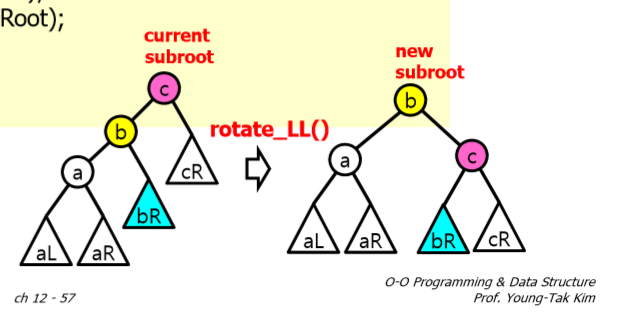 Root);
current
subroot
c
b
a
cR
bR
aL
aR
rotate_LL()
new
subroot
b
a
c
aL
aR
bR
cR
O-O Programming & Data Structure
ch 12 - 57
Prof. Young-Tak Kim